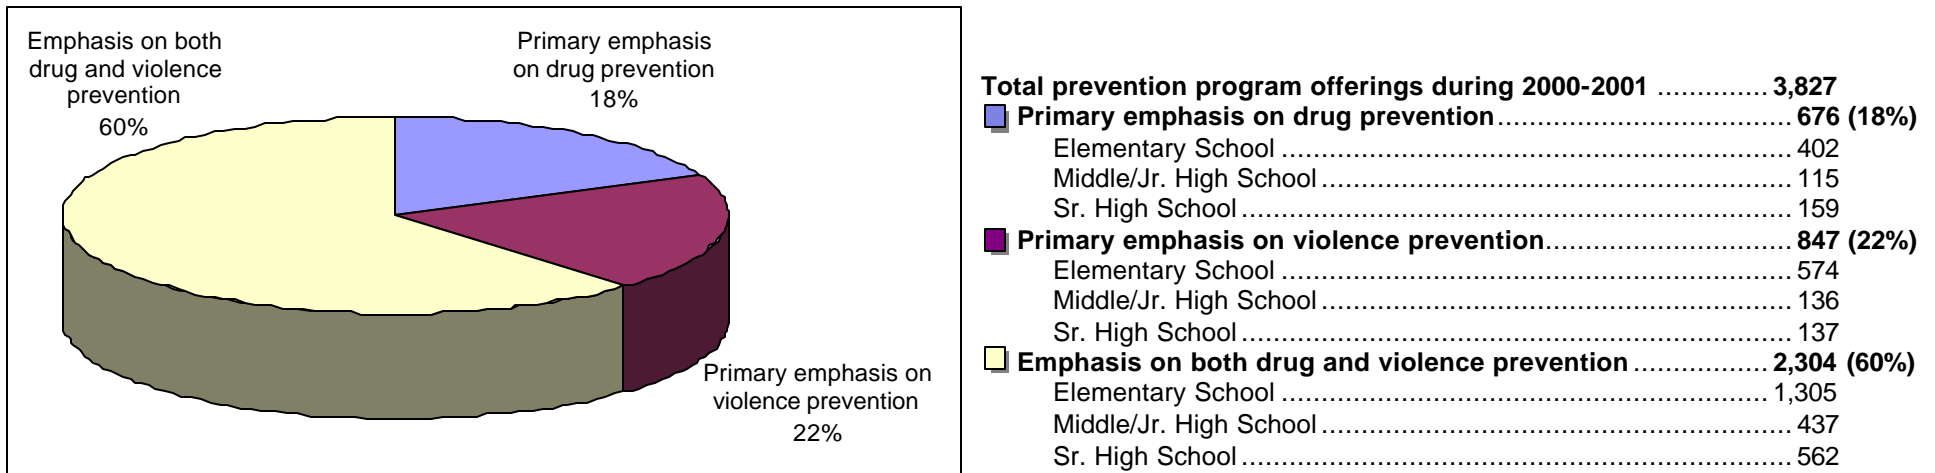 Emphasis on both
drug and violence
prevention
60%
Primary emphasis
on drug prevention
18%
Primary emphasis on
violence prevention
22%
Total prevention program offerings during 2000-2001 .............. 3,827
Primary emphasis on drug prevention..................................... 676 (18%)
Elementary School ................................................................ 402
Middle/Jr. High School ........................................................... 115
Sr. High School ..................................................................... 159
Primary emphasis on violence prevention............................... 847 (22%)
Elementary School ................................................................ 574
Middle/Jr. High School ........................................................... 136
Sr. High School ..................................................................... 137
Emphasis on both drug and violence prevention ................. 2,304 (60%)
Elementary School ............................................................. 1,305
Middle/Jr. High School ........................................................... 437
Sr. High School ..................................................................... 562